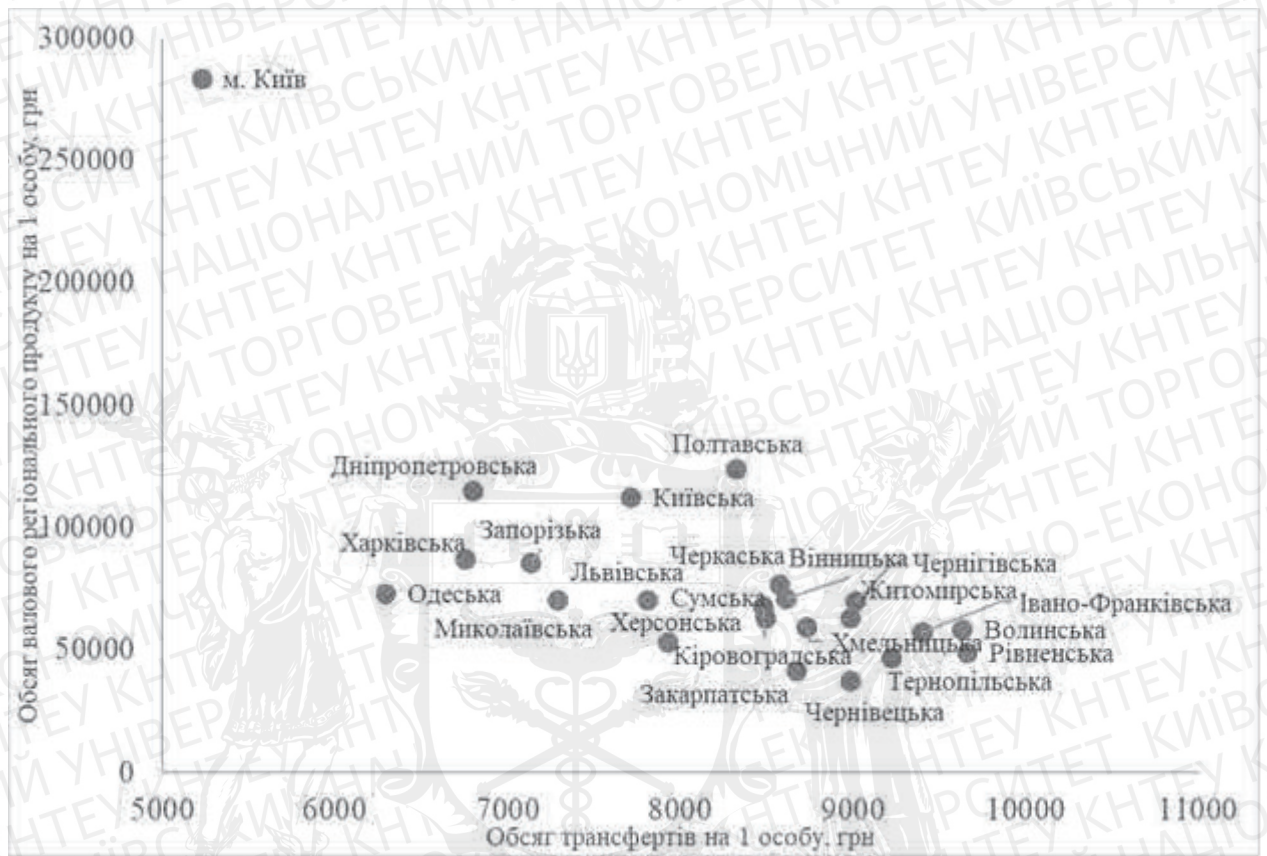 300000
м. Київ
250000
200000
150000
100000
50000
0
Обсяг валового регіонального продукту на 1 особу, грн
Полтавська
Дніпропетровська
Київська
Запорізька
Харківська
Черкаська
Вінницька
Чернігівська
Львівська
Житомирська
Одеська
Сумська
Івано-Франківська
Миколаївська
Херсонська
Волинська
Хмельницька
Кіровоградська
Рівненська
Закарпатська
Тернопільська
Чернівецька
5000 6000 7000 8000 9000 10000 11000
Обсяг трансфертів на 1 особу, грн